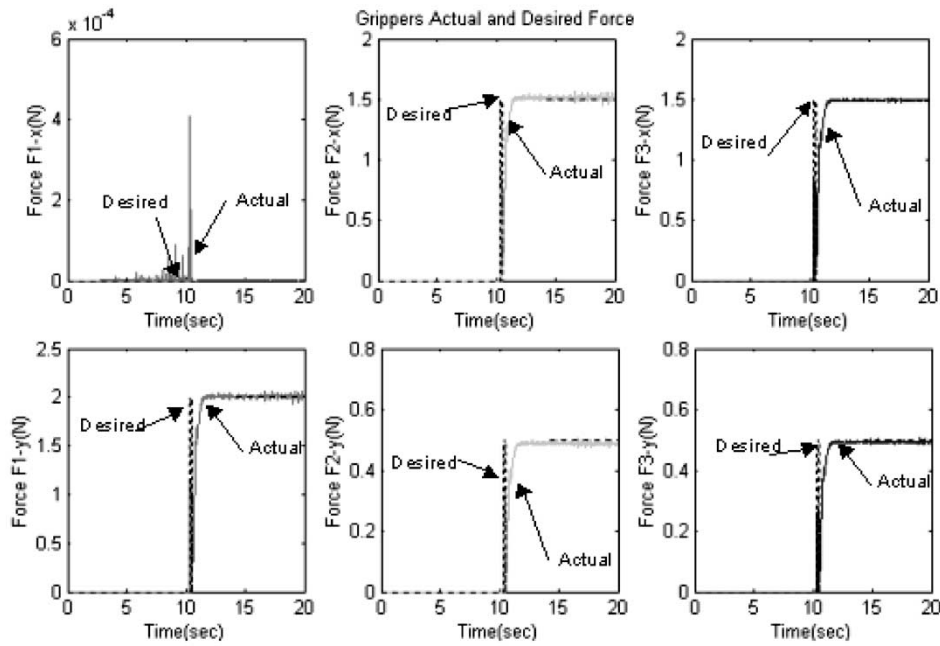 Grippers Actual and Desired Force
x 10^-4
6
4
2
0
Force F1-x(N)
Desired
Actual
0 5 10 15 20
Time(sec)
2
1.5
1
0.5
0
Force F2-x(N)
Desired
Actual
0 5 10 15 20
Time(sec)
2
1.5
1
0.5
0
Force F3-x(N)
Desired
Actual
0 5 10 15 20
Time(sec)
2.5
2
1.5
1
0.5
0
Force F1-y(N)
Desired
Actual
0 5 10 15 20
Time(sec)
0.8
0.6
0.4
0.2
0
Force F2-y(N)
Desired
Actual
0 5 10 15 20
Time(sec)
0.8
0.6
0.4
0.2
0
Force F3-y(N)
Desired
Actual
0 5 10 15 20
Time(sec)